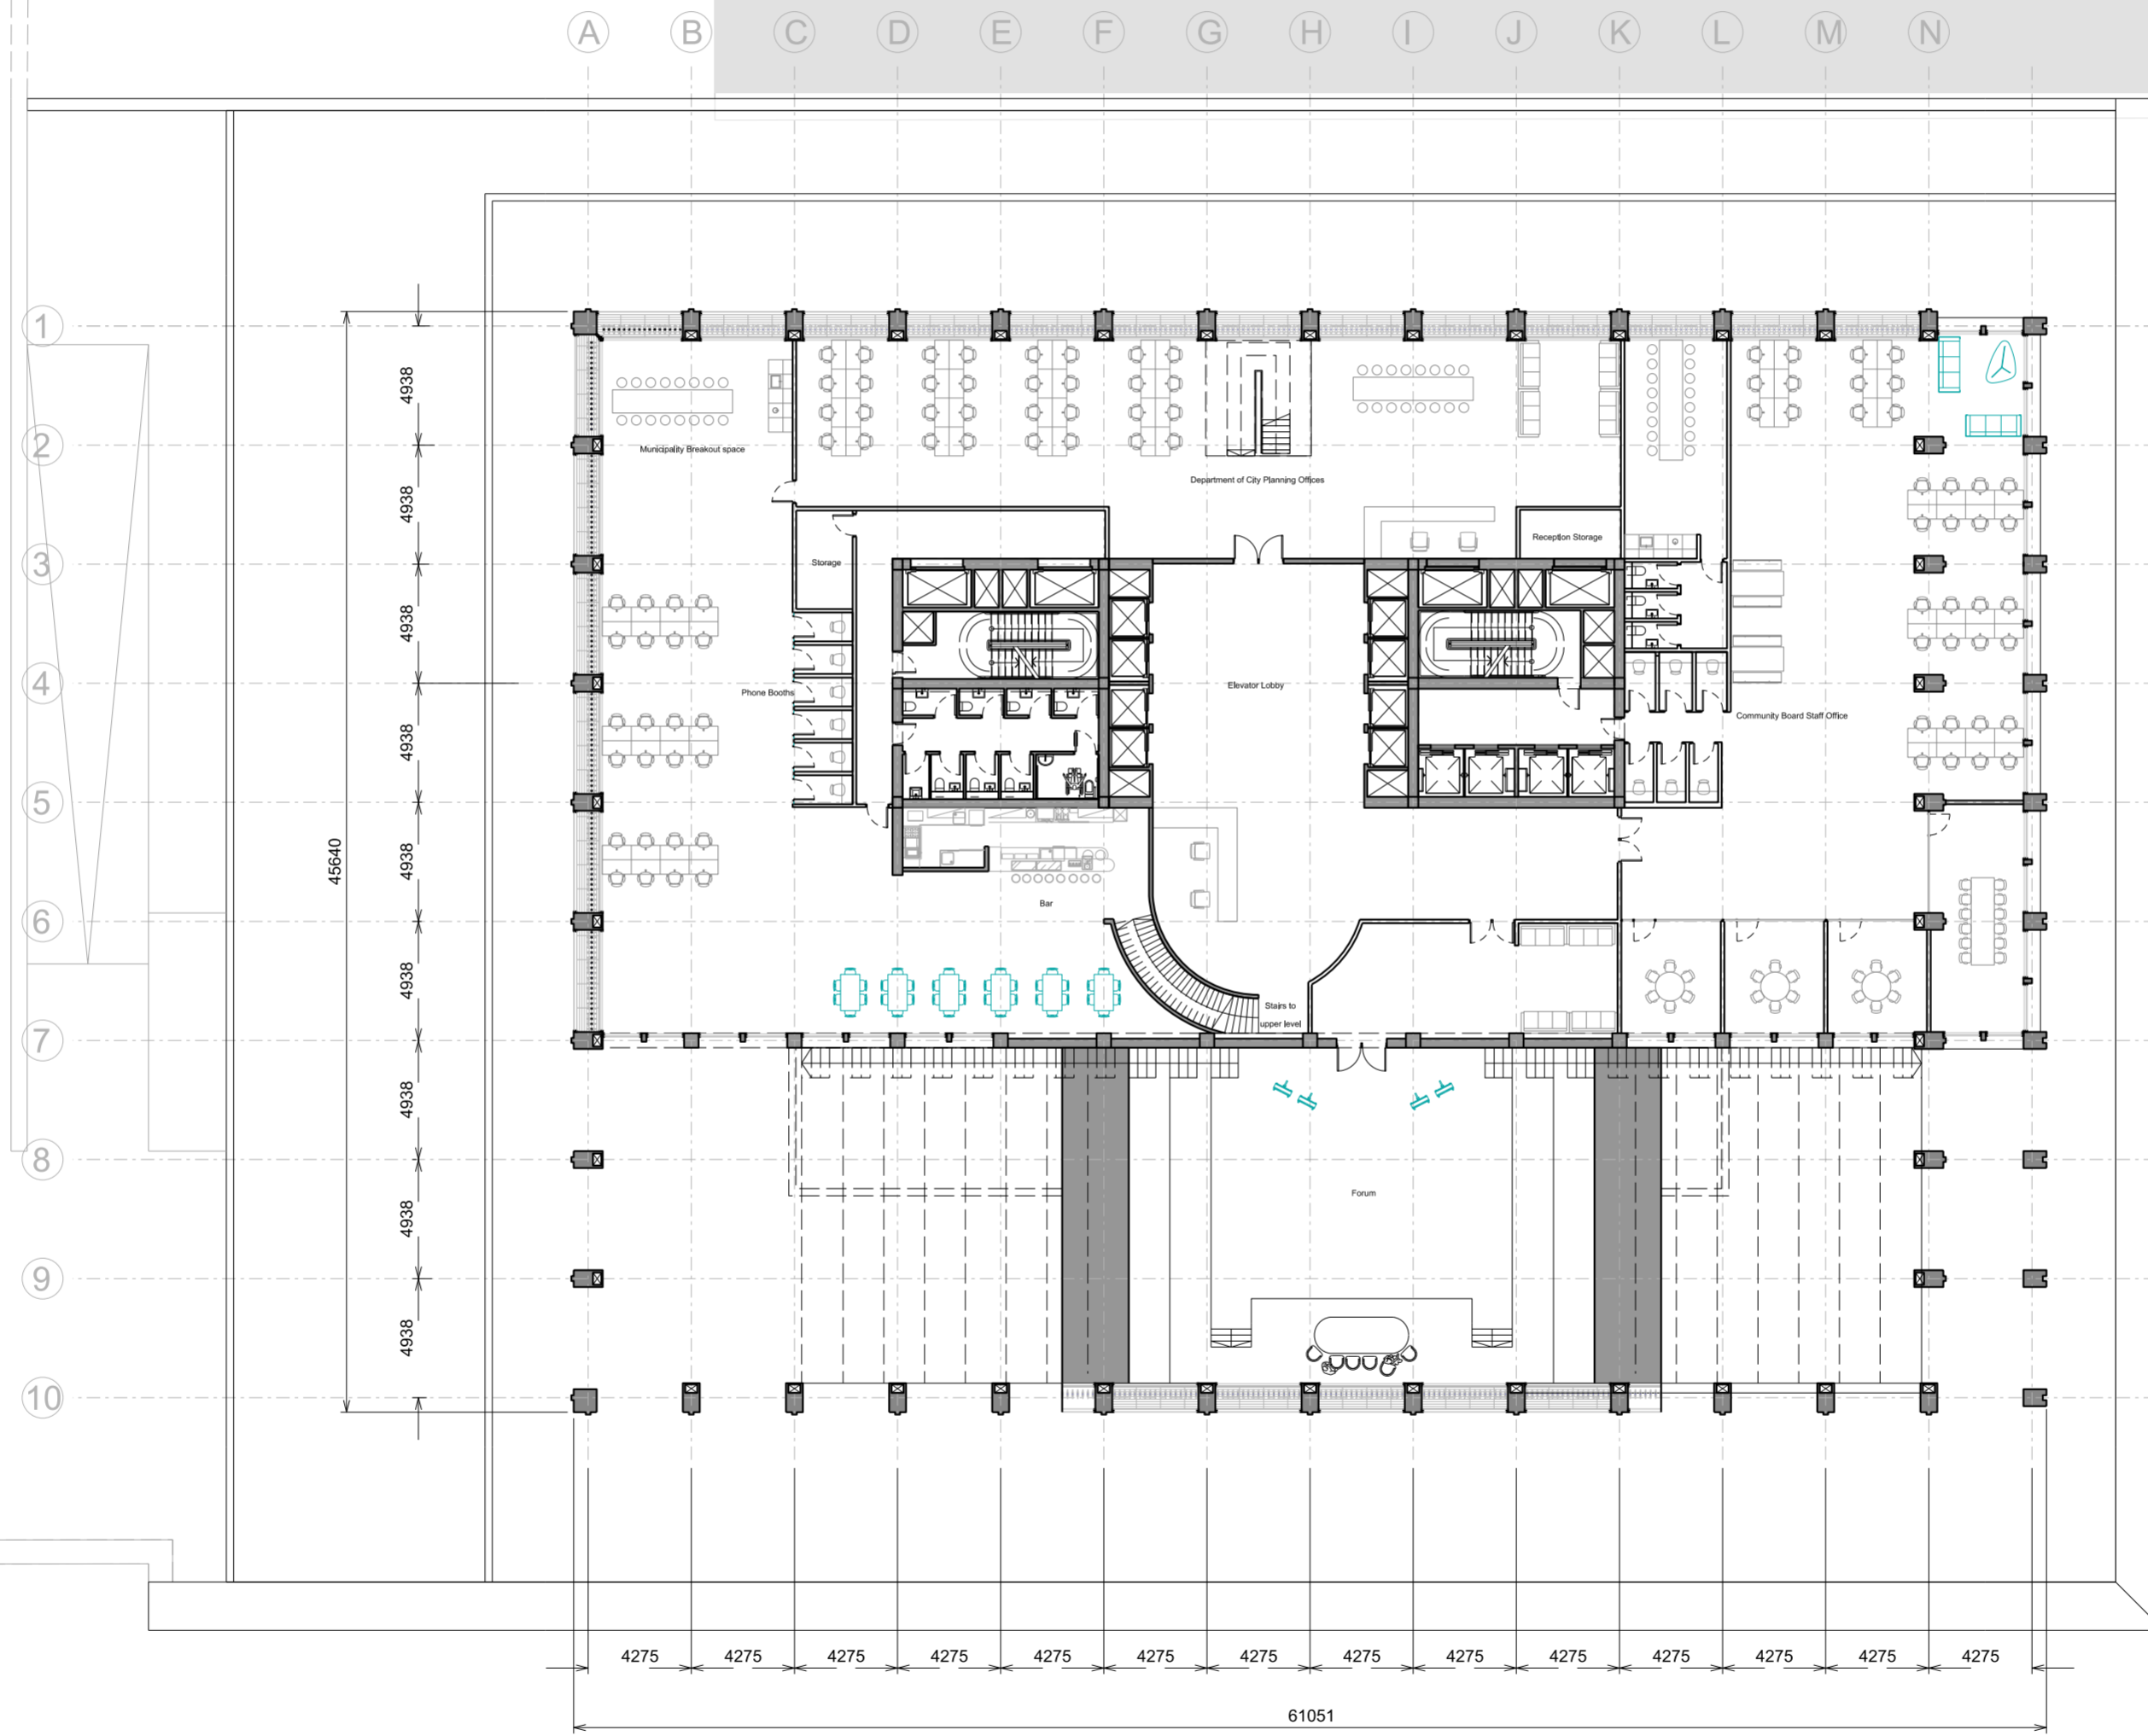 A B C D E F G H I J K L M N
1
4938
2
Municipality Breakout space
Department of City Planning Offices
4938
Reception Storage
3
Storage
4938
4
Phone Booths
Elevator Lobby
Community Board Staff Office
4938
5
45640
4938
Bar
6
4938
Stairs to
upper level
7
4938
8
Forum
4938
9
4938
10
4275 4275 4275 4275 4275 4275 4275 4275 4275 4275 4275 4275 4275 4275
61051